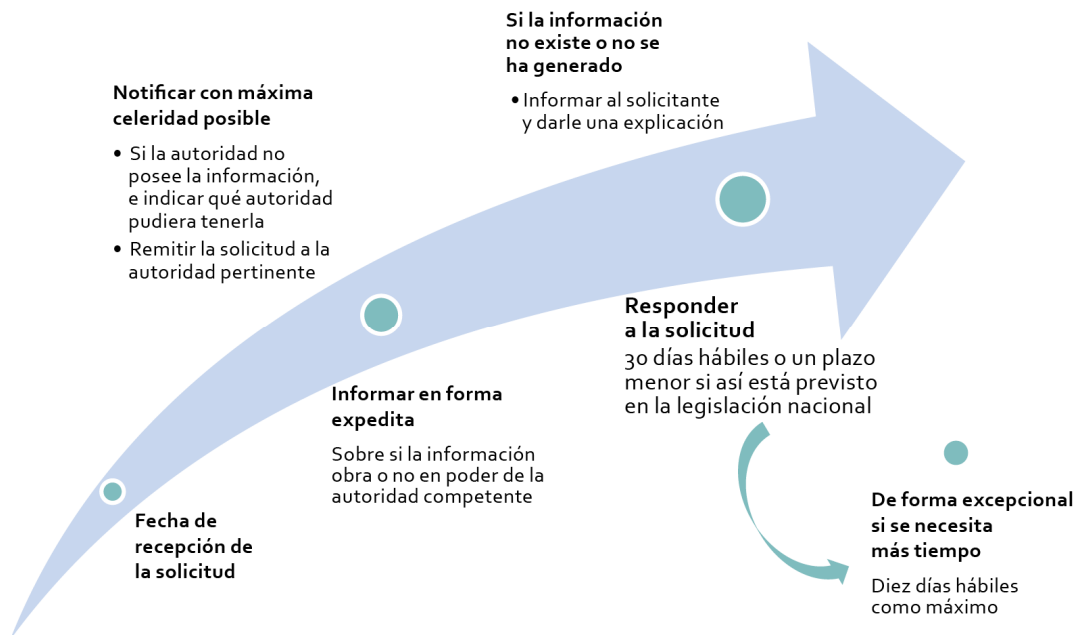 Si la información
no existe o no se
ha generado
• Informar al solicitante
y darle una explicación
Notificar con máxima
celeridad posible
• Si la autoridad no
posee la información,
e indicar qué autoridad
pudiera tenerla
• Remitir la solicitud a la
autoridad pertinente
Responder
a la solicitud
30 días hábiles o un plazo
menor si así está previsto
en la legislación nacional
Informar en forma
expedita
Sobre si la información
obra o no en poder de la
autoridad competente
Fecha de
recepción de
la solicitud
De forma excepcional
si se necesita
más tiempo
Diez días hábiles
como máximo